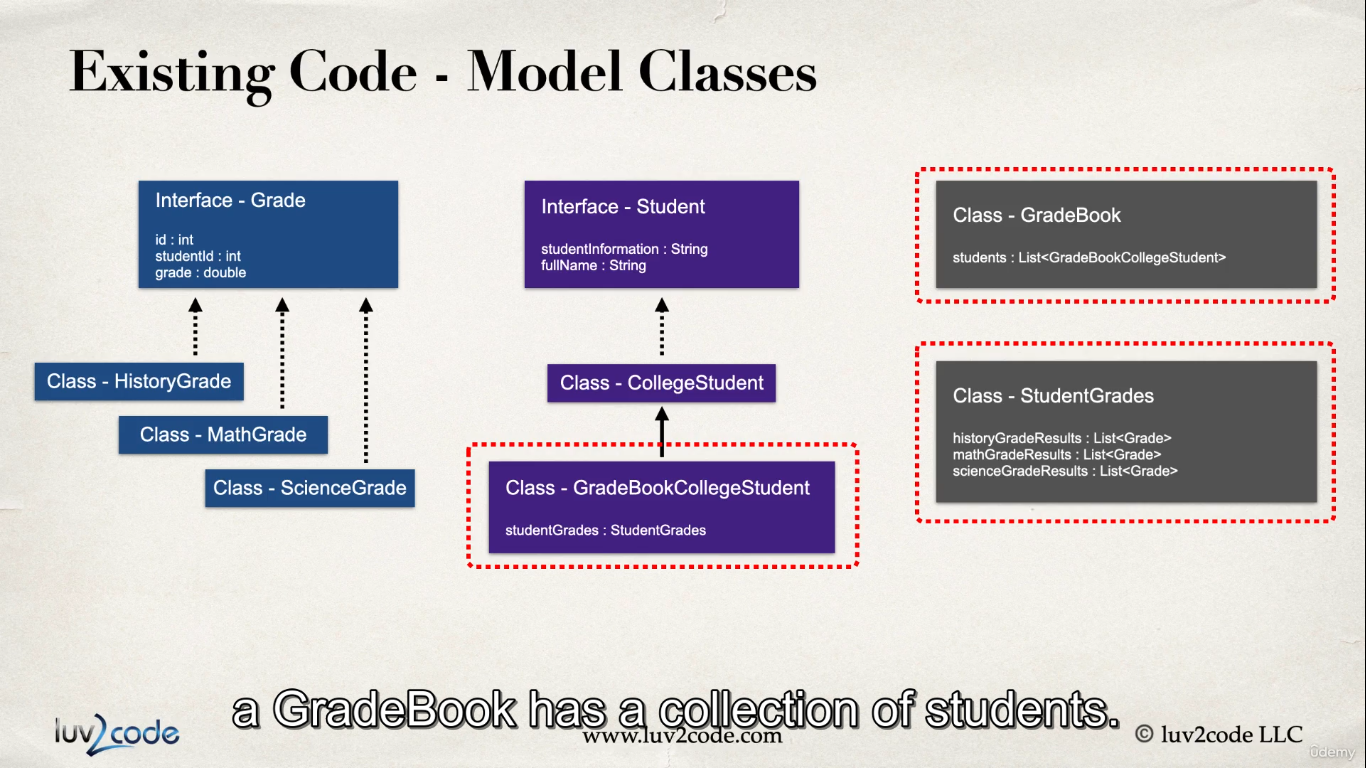 Existing Code - Model Classes
Interface - Grade
id : int
studentId : int
grade : double
Class - HistoryGrade
Class - MathGrade
Class - ScienceGrade
Interface - Student
studentInformation : String
fullName : String
Class - CollegeStudent
Class - GradeBookCollegeStudent
studentGrades : StudentGrades
Class - GradeBook
students : List<GradeBookCollegeStudent>
Class - StudentGrades
historyGradeResults : List<Grade>
mathGradeResults : List<Grade>
scienceGradeResults : List<Grade>
a GradeBook has a collection of students.
luv2code
www.luv2code.com
© luv2code LLC
ûdemy